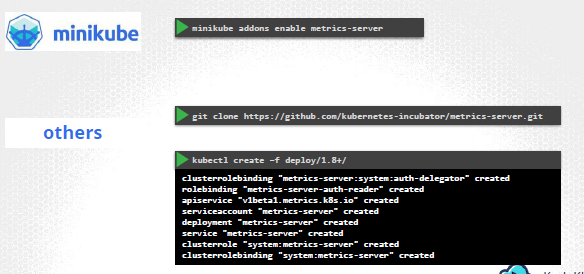 minikube
minikube addons enable metrics-server
others
git clone https://github.com/kubernetes-incubator/metrics-server.git
kubectl create –f deploy/1.8+/
clusterrolebinding "metrics-server:system:auth-delegator" created
rolebinding "metrics-server-auth-reader" created
apiservice "v1beta1.metrics.k8s.io" created
serviceaccount "metrics-server" created
deployment "metrics-server" created
service "metrics-server" created
clusterrole "system:metrics-server" created
clusterrolebinding "system:metrics-server" created